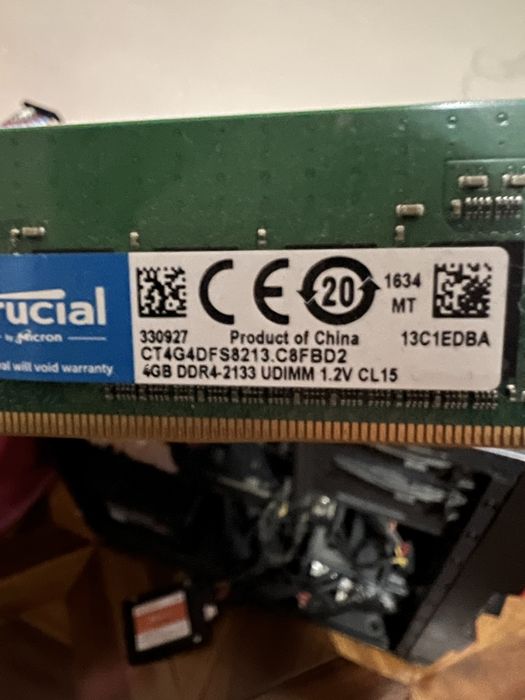 rucial
by Micron
al will void warranty
20
1634
MT
330927 Product of China 13C1EDBA
CT4G4DFS8213.C8FBD2
4GB DDR4-2133 UDIMM 1.2V CL15